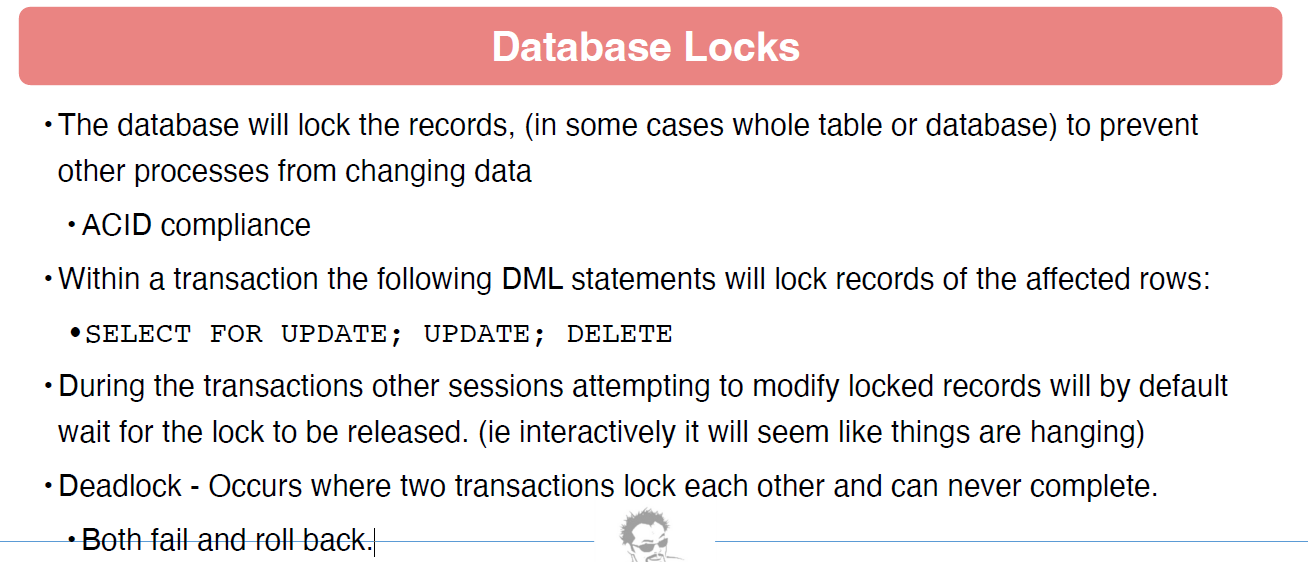 Database Locks
• The database will lock the records, (in some cases whole table or database) to prevent
other processes from changing data
• ACID compliance
• Within a transaction the following DML statements will lock records of the affected rows:
• SELECT FOR UPDATE; UPDATE; DELETE
• During the transactions other sessions attempting to modify locked records will by default
wait for the lock to be released. (ie interactively it will seem like things are hanging)
• Deadlock - Occurs where two transactions lock each other and can never complete.
• Both fail and roll back.